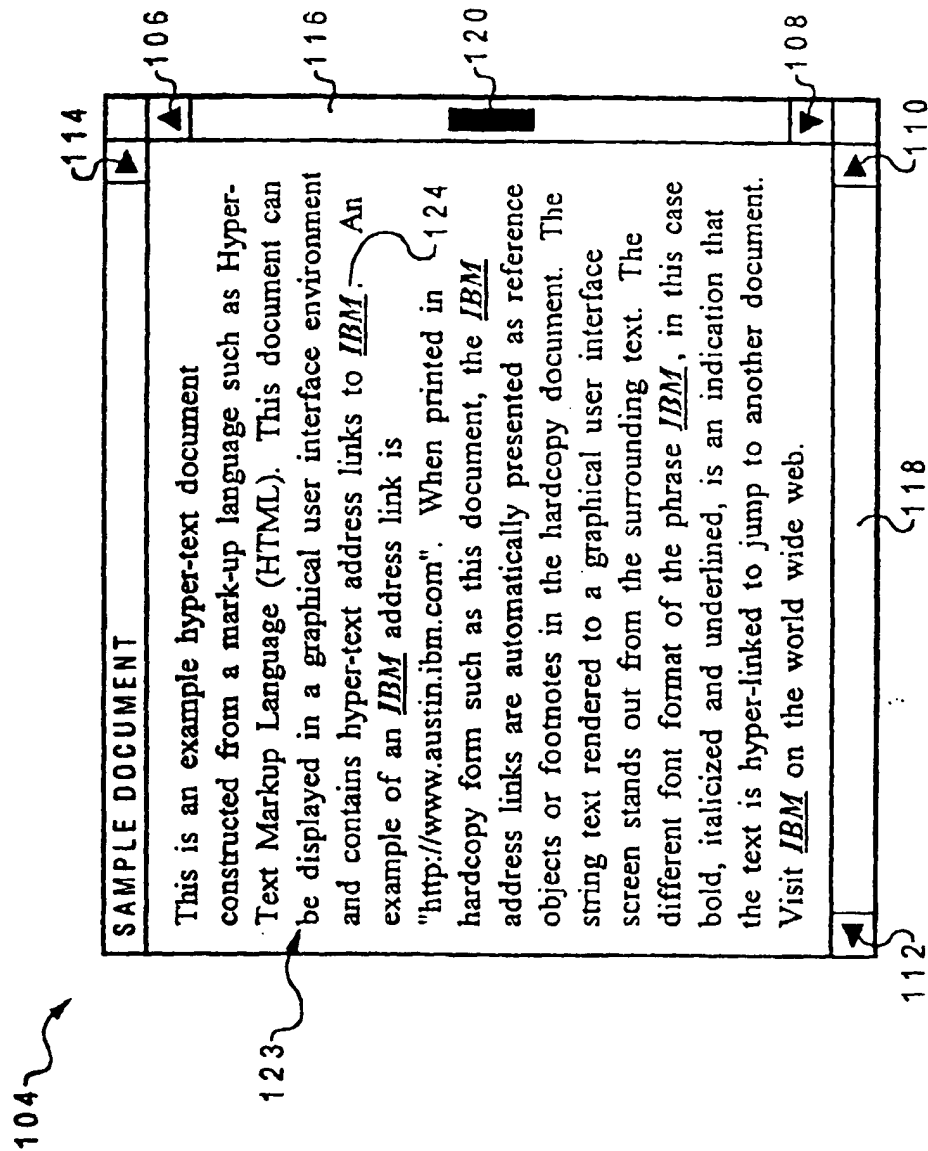 104
SAMPLE DOCUMENT
114
106
116
120
108
110
118
112
123
124
This is an example hyper-text document
constructed from a mark-up language such as Hyper-
Text Markup Language (HTML). This document can
be displayed in a graphical user interface environment
and contains hyper-text address links to IBM. An
example of an IBM address link is
"http://www.austin.ibm.com". When printed in
hardcopy form such as this document, the IBM
address links are automatically presented as reference
objects or footnotes in the hardcopy document. The
string text rendered to a graphical user interface
screen stands out from the surrounding text. The
different font format of the phrase IBM, in this case
bold, italicized and underlined, is an indication that
the text is hyper-linked to jump to another document.
Visit IBM on the world wide web.